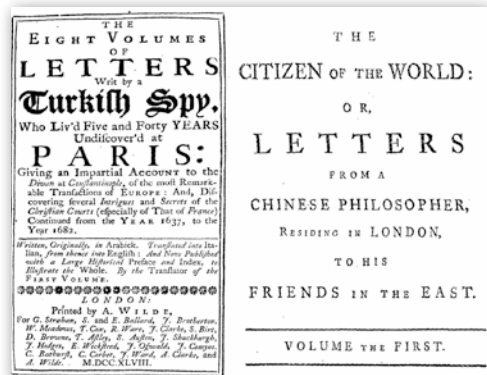 THE
EIGHT VOLUMES
OF
LETTERS
Writ by a
Turkiſh Spy,
Who Liv'd Five and Forty YEARS
Undiſcover'd at
PARIS:
Giving an Impartial ACCOUNT to the
Divan at Conſtantinople, of the moſt Remark-
able Tranſactions of EUROPE: And, Diſ-
covering ſeveral Intrigues and Secrets of the
Chriſtian Courts (eſpecially of That of France)
Continued from the YEAR 1637, to the
Year 1682.
Written, Originally, in Arabick. Tranſlated into Ita-
lian, from thence into Engliſh: And Now Publiſhed
with a Large Hiſtorical Preface and Index, to
Illuſtrate the Whole. By the Tranſlator of the
FIRST VOLUME.
LONDON:
Printed by A. WILDE,
For G. Strahan, S. and E. Ballard, J. Brotherton,
W. Meadows, T. Cox, R. Ware, J. Clarke, S. Birt,
D. Browne, T. Aſtley, S. Auſten, J. Shuckburgh,
J. Hodges, E. Wickſteed, J. Oſwald, J. Comyns,
C. Bathurſt, C. Corbet, J. Ward, A. Clarke, and
A. Wilde. M.DCC.XLVIII.
THE
CITIZEN OF THE WORLD:
OR,
LETTERS
FROM A
CHINESE PHILOSOPHER,
RESIDING IN LONDON,
TO HIS
FRIENDS IN THE EAST.
VOLUME THE FIRST.